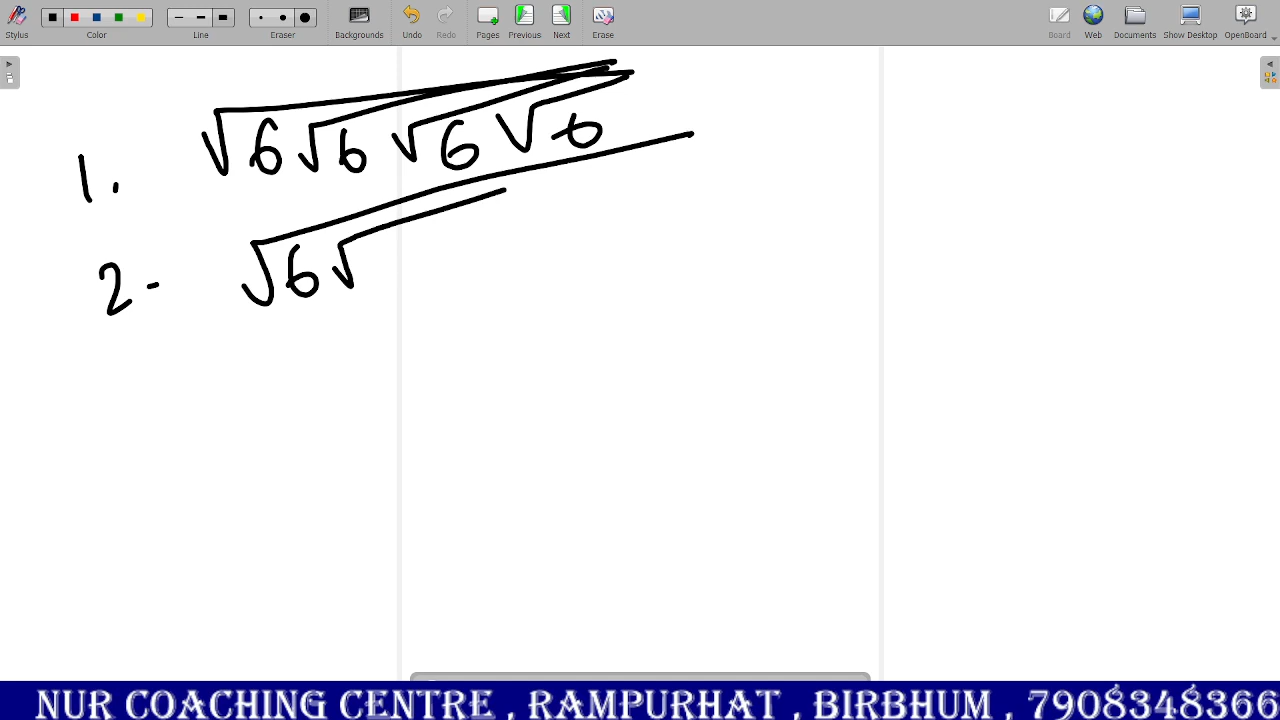 Stylus Color Line Eraser Backgrounds Undo Redo Pages Previous Next Erase Board Web Documents Show Desktop OpenBoard
1. √6√6√6√6
2- √6√
NUR COACHING CENTRE , RAMPURHAT , BIRBHUM , 7908348366